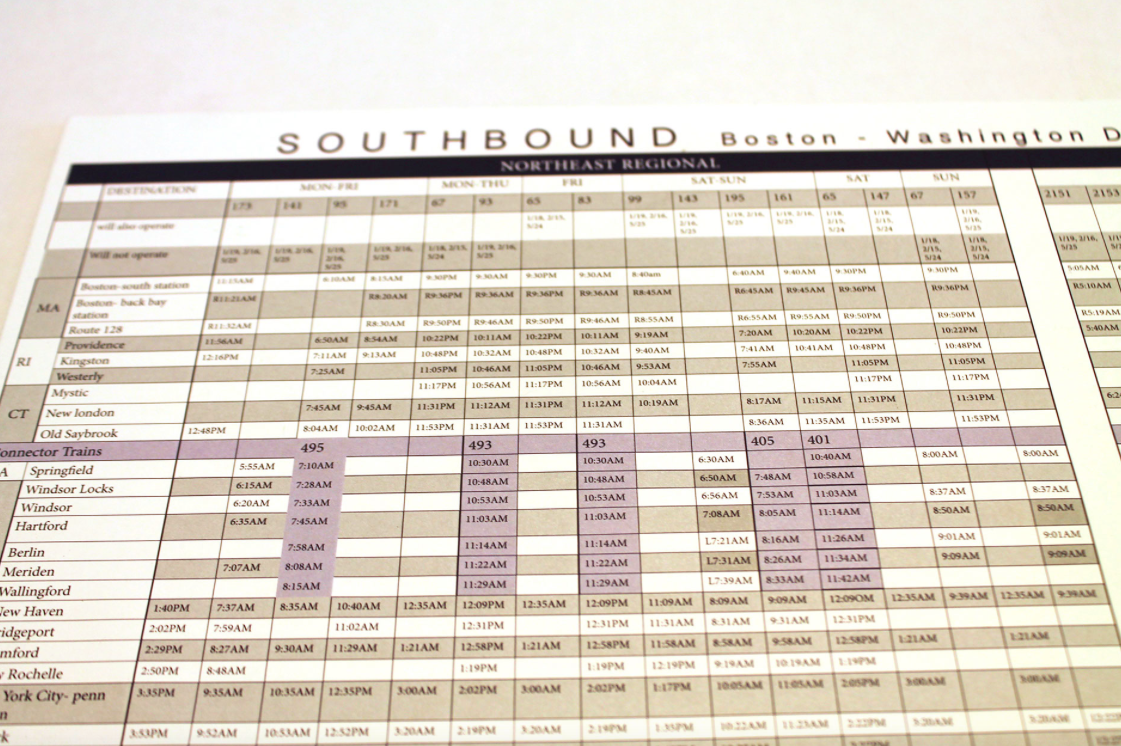 SOUTHBOUND Boston - Washington D
NORTHEAST REGIONAL
DESTINATION MON-FRI MON-THU FRI SAT-SUN SAT SUN
173 141 95 171 67 93 65 83 99 143 195 161 65 147 67 157 2151 2153
will also operate 1/18, 2/15, 5/24 1/19, 2/16, 5/25 1/19, 2/16, 5/25 1/19, 2/16, 5/25 1/19, 2/16, 5/25 1/18, 2/15, 5/24 1/18, 2/15, 5/24 1/19, 2/16, 5/25
Will not operate 1/19, 2/16, 5/25 1/19, 2/16, 5/25 1/19, 2/16, 5/25 1/19, 2/16, 5/25 1/18, 2/15, 5/24 1/19, 2/16, 5/25 1/18, 2/15, 5/24 1/18, 2/15, 5/24 1/19, 2/16, 5/25
MA Boston-south station 11:15AM 6:10AM 8:15AM 9:30PM 9:30AM 9:30PM 9:30AM 8:40am 6:40AM 9:40AM 9:30PM 9:30PM 5:05AM
Boston- back bay station R11:21AM R8:20AM R9:36PM R9:36AM R9:36PM R9:36AM R8:45AM R6:45AM R9:45AM R9:36PM R9:36PM R5:10AM
Route 128 R11:32AM R8:30AM R9:50PM R9:46AM R9:50PM R9:46AM R8:55AM R6:55AM R9:55AM R9:50PM R9:50PM R5:19AM
RI Providence 11:56AM 6:50AM 8:54AM 10:22PM 10:11AM 10:22PM 10:11AM 9:19AM 7:20AM 10:20AM 10:22PM 10:22PM 5:40AM
Kingston 12:16PM 7:11AM 9:13AM 10:48PM 10:32AM 10:48PM 10:32AM 9:40AM 7:41AM 10:41AM 10:48PM 10:48PM
Westerly 7:25AM 11:05PM 10:46AM 11:05PM 10:46AM 9:53AM 7:55AM 11:05PM 11:05PM
CT Mystic 11:17PM 10:56AM 11:17PM 10:56AM 10:04AM 11:17PM 11:17PM
New london 7:45AM 9:45AM 11:31PM 11:12AM 11:31PM 11:12AM 10:19AM 8:17AM 11:15AM 11:31PM 11:31PM
Old Saybrook 12:48PM 8:04AM 10:02AM 11:53PM 11:31AM 11:53PM 11:31AM 8:36AM 11:35AM 11:53PM 11:53PM
onnector Trains 495 493 493 405 401
A Springfield 5:55AM 7:10AM 10:30AM 10:30AM 6:30AM 10:40AM 8:00AM 8:00AM
Windsor Locks 6:15AM 7:28AM 10:48AM 10:48AM 6:50AM 7:48AM 10:58AM
Windsor 6:20AM 7:33AM 10:53AM 10:53AM 6:56AM 7:53AM 11:03AM 8:37AM 8:37AM
Hartford 6:35AM 7:45AM 11:03AM 11:03AM 7:08AM 8:05AM 11:14AM 8:50AM 8:50AM
Berlin 7:58AM 11:14AM 11:14AM L7:21AM 8:16AM 11:26AM 9:01AM 9:01AM
Meriden 7:07AM 8:08AM 11:22AM 11:22AM L7:31AM 8:26AM 11:34AM 9:09AM 9:09AM
Wallingford 8:15AM 11:29AM 11:29AM L7:39AM 8:33AM 11:42AM
ew Haven 1:40PM 7:37AM 8:35AM 10:40AM 12:35AM 12:09PM 12:35AM 12:09PM 11:09AM 8:09AM 9:09AM 12:09OM 12:35AM 9:39AM 12:35AM 9:39AM
idgeport 2:02PM 7:59AM 11:02AM 12:31PM 12:31PM 11:31AM 8:31AM 9:31AM 12:31PM
mford 2:29PM 8:27AM 9:30AM 11:29AM 1:21AM 12:58PM 1:21AM 12:58PM 11:58AM 8:58AM 9:58AM 12:58PM 1:21AM 1:21AM
Rochelle 2:50PM 8:48AM 1:19PM 1:19PM 12:19PM 9:19AM 10:19AM 1:19PM
York City- penn 3:35PM 9:35AM 10:35AM 12:35PM 3:00AM 2:02PM 3:00AM 2:02PM 1:17PM 10:05AM 11:05AM 2:05PM 3:00AM 3:00AM
n
k 3:53PM 9:52AM 10:53AM 12:52PM 3:20AM 2:19PM 3:20AM 2:19PM 1:35PM 10:22AM 11:23AM 2:22PM 3:20AM 3:20AM